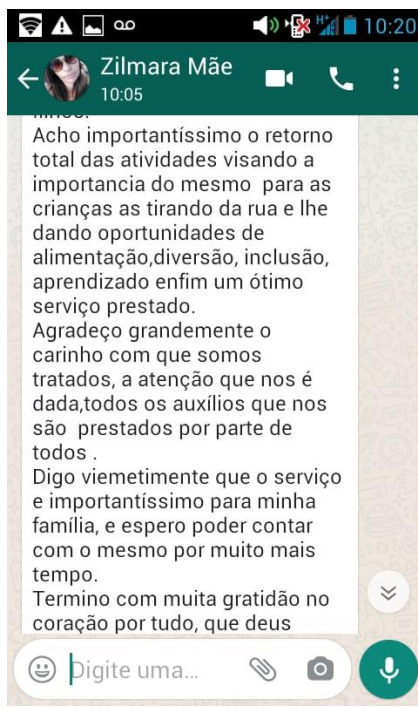 10:20
Zilmara Mãe
10:05
filhos.
Acho importantíssimo o retorno
total das atividades visando a
importancia do mesmo  para as
crianças as tirando da rua e lhe
dando oportunidades de
alimentação,diversão, inclusão,
aprendizado enfim um ótimo
serviço prestado.
Agradeço grandemente o
carinho com que somos
tratados, a atenção que nos é
dada,todos os auxílios que nos
são  prestados por parte de
todos .
Digo viemetimente que o serviço
e importantíssimo para minha
família, e espero poder contar
com o mesmo por muito mais
tempo.
Termino com muita gratidão no
coração por tudo, que deus
Digite uma...